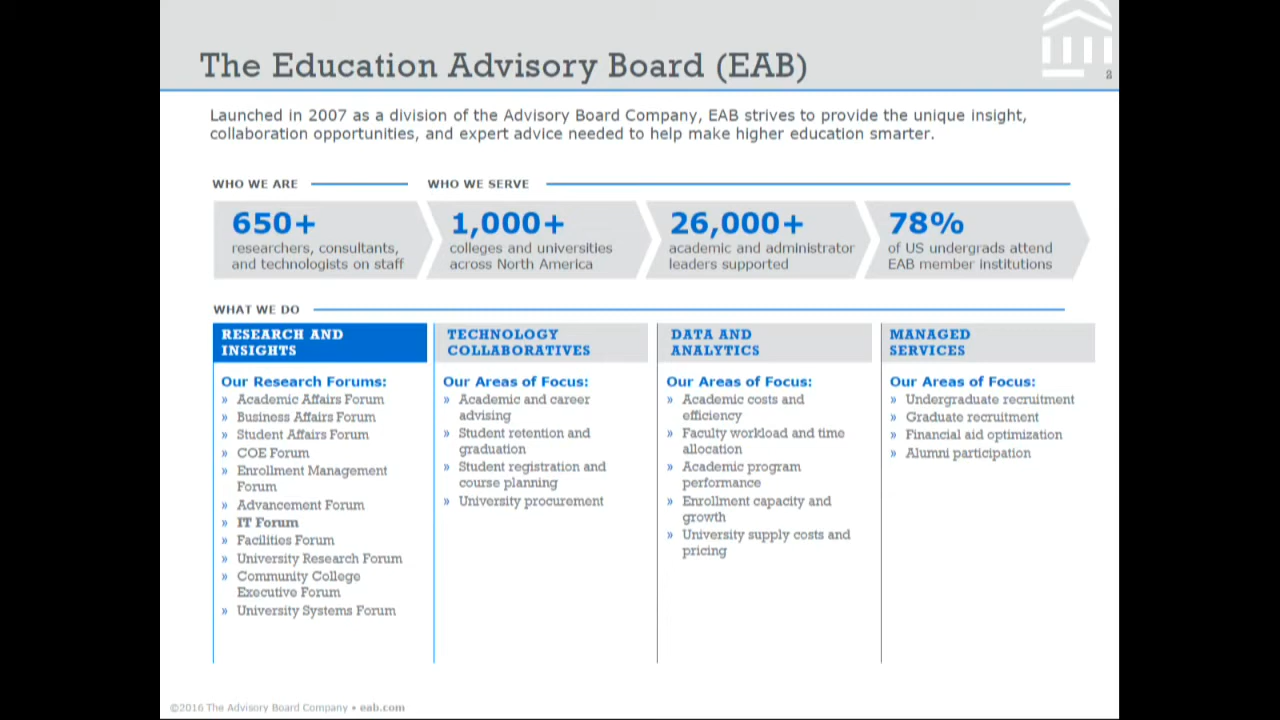 The Education Advisory Board (EAB)
2
Launched in 2007 as a division of the Advisory Board Company, EAB strives to provide the unique insight,
collaboration opportunities, and expert advice needed to help make higher education smarter.
WHO WE ARE
WHO WE SERVE
650+
researchers, consultants,
and technologists on staff
1,000+
colleges and universities
across North America
26,000+
academic and administrator
leaders supported
78%
of US undergrads attend
EAB member institutions
WHAT WE DO
RESEARCH AND
INSIGHTS
Our Research Forums:
» Academic Affairs Forum
» Business Affairs Forum
» Student Affairs Forum
» COE Forum
» Enrollment Management
Forum
» Advancement Forum
» IT Forum
» Facilities Forum
» University Research Forum
» Community College
Executive Forum
» University Systems Forum
TECHNOLOGY
COLLABORATIVES
Our Areas of Focus:
» Academic and career
advising
» Student retention and
graduation
» Student registration and
course planning
» University procurement
DATA AND
ANALYTICS
Our Areas of Focus:
» Academic costs and
efficiency
» Faculty workload and time
allocation
» Academic program
performance
» Enrollment capacity and
growth
» University supply costs and
pricing
MANAGED
SERVICES
Our Areas of Focus:
» Undergraduate recruitment
» Graduate recruitment
» Financial aid optimization
» Alumni participation
©2016 The Advisory Board Company • eab.com